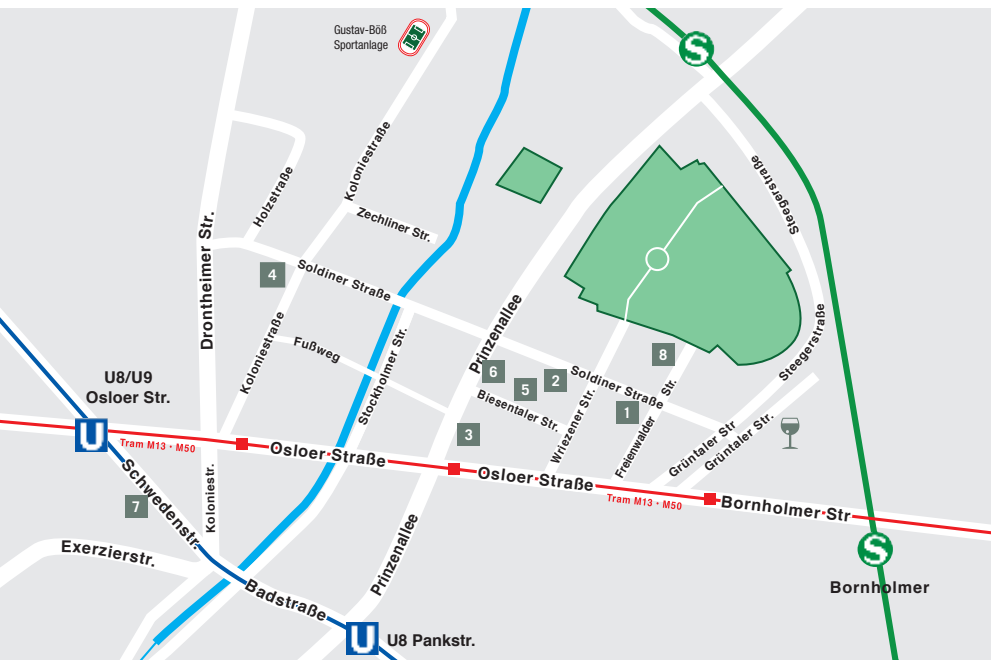 Gustav-Böß
Sportanlage
S
Koloniestraße
Steegerstraße
Holzstraße
Zechliner Str.
Drontheimer Str.
4
Soldiner Straße
Prinzenallee
Steegerstraße
Koloniestraße
Fußweg
Stockholmer Str.
8
6
5
2
Soldiner Straße
U8/U9
Osloer Str.
Biesentaler Str.
Wriezener Str.
1
Freienwalder Str.
Grüntaler Str
Grüntaler Str.
3
U
Tram M13 • M50
Osloer Straße
Osloer Straße
Tram M13 • M50
Bornholmer Str
Schwedenstr.
7
Koloniestr.
Prinzenallee
S
Bornholmer
Exerzierstr.
Badstraße
U
U8 Pankstr.